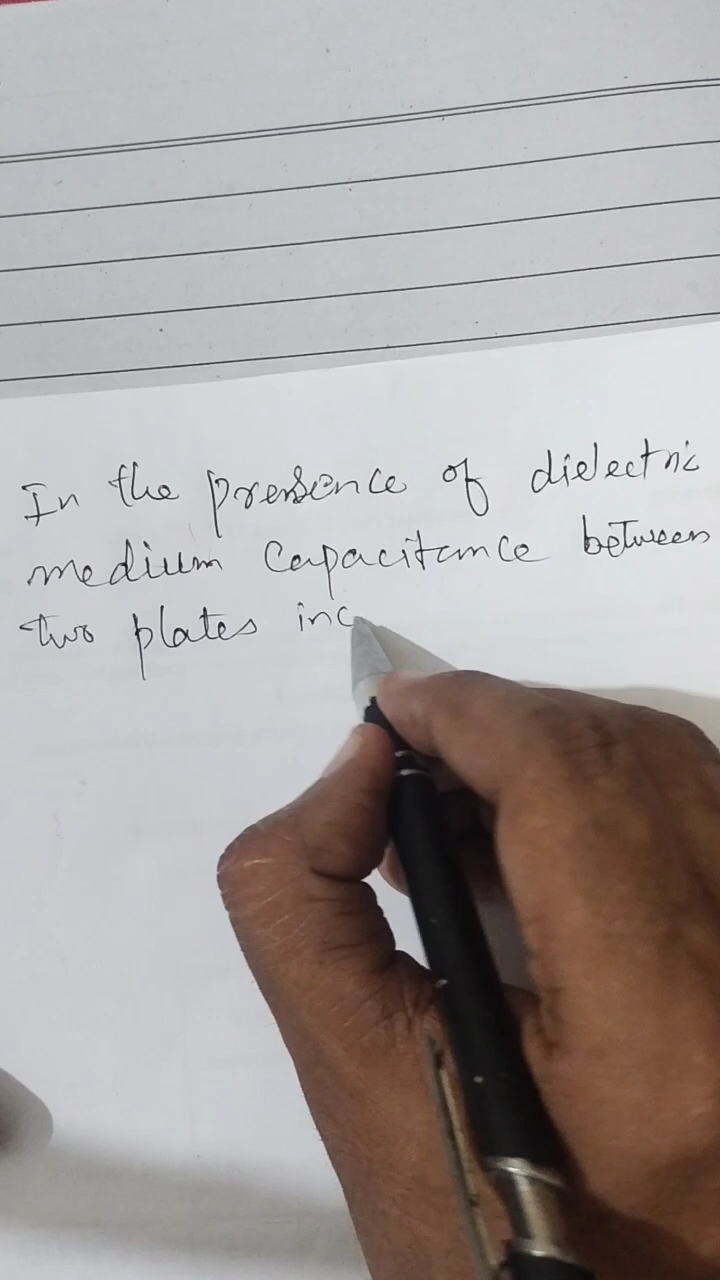 In the presence of dielectric
medium Capacitance between
two plates inc